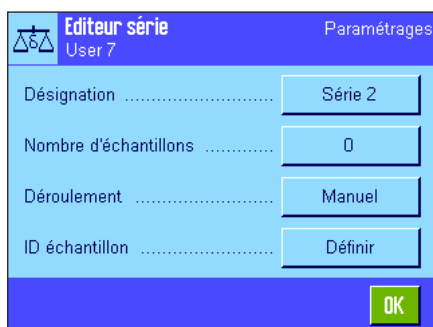 Editeur série
Paramétrages
User 7
Désignation ........................... Série 2
Nombre d'échantillons ............ 0
Déroulement ......................... Manuel
ID échantillon ........................ Définir
OK